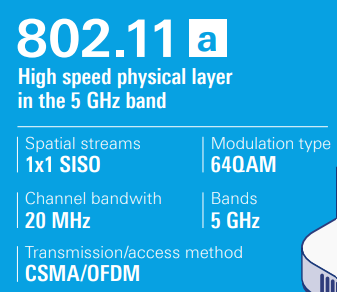 802.11 a
High speed physical layer
in the 5 GHz band
Spatial streams
1x1 SISO
Modulation type
64QAM
Channel bandwith
20 MHz
Bands
5 GHz
Transmission/access method
CSMA/OFDM